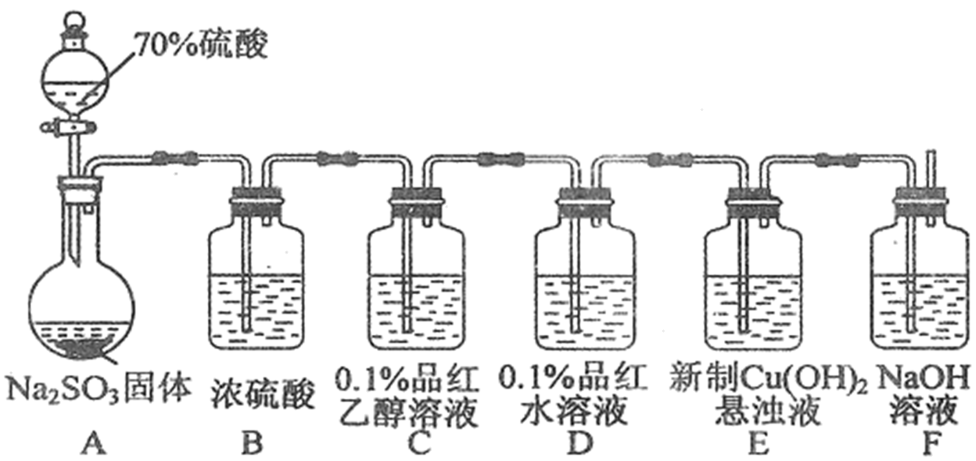 70%硫酸
Na₂SO₃固体
A
浓硫酸
B
0.1%品红
乙醇溶液
C
0.1%品红
水溶液
D
新制Cu(OH)₂
悬浊液
E
NaOH
溶液
F